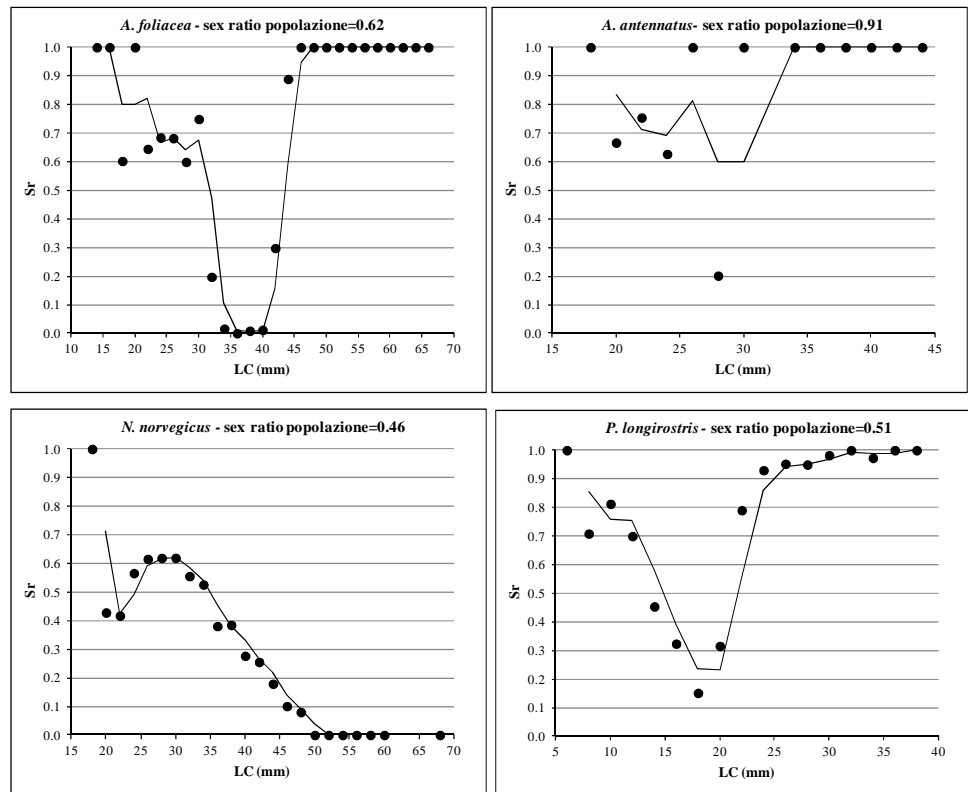 A. foliacea - sex ratio popolazione=0.62
1.0
0.9
0.8
0.7
0.6
0.5
0.4
0.3
0.2
0.1
0.0
Sr
10 15 20 25 30 35 40 45 50 55 60 65 70
LC (mm)
A. antennatus- sex ratio popolazione=0.91
1.0
0.9
0.8
0.7
0.6
0.5
0.4
0.3
0.2
0.1
0.0
Sr
15 20 25 30 35 40 45
LC (mm)
N. norvegicus - sex ratio popolazione=0.46
1.0
0.9
0.8
0.7
0.6
0.5
0.4
0.3
0.2
0.1
0.0
Sr
15 20 25 30 35 40 45 50 55 60 65 70
LC (mm)
P. longirostris - sex ratio popolazione=0.51
1.0
0.9
0.8
0.7
0.6
0.5
0.4
0.3
0.2
0.1
0.0
Sr
5 10 15 20 25 30 35 40
LC (mm)